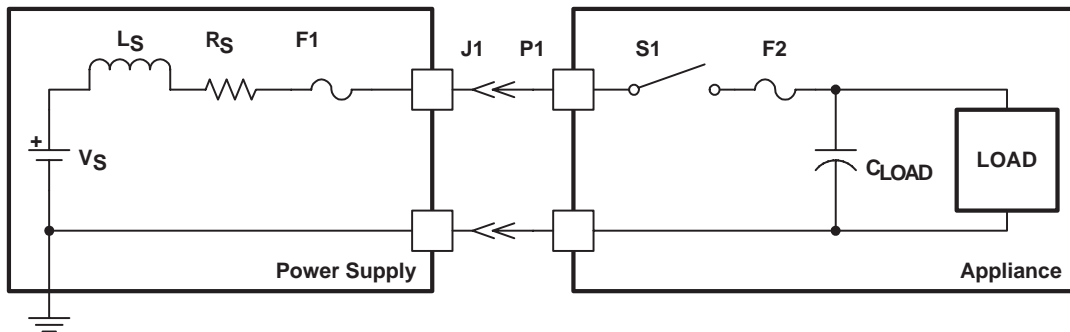 LS
RS
F1
J1
P1
S1
F2
+
VS
CLOAD
LOAD
Power Supply
Appliance